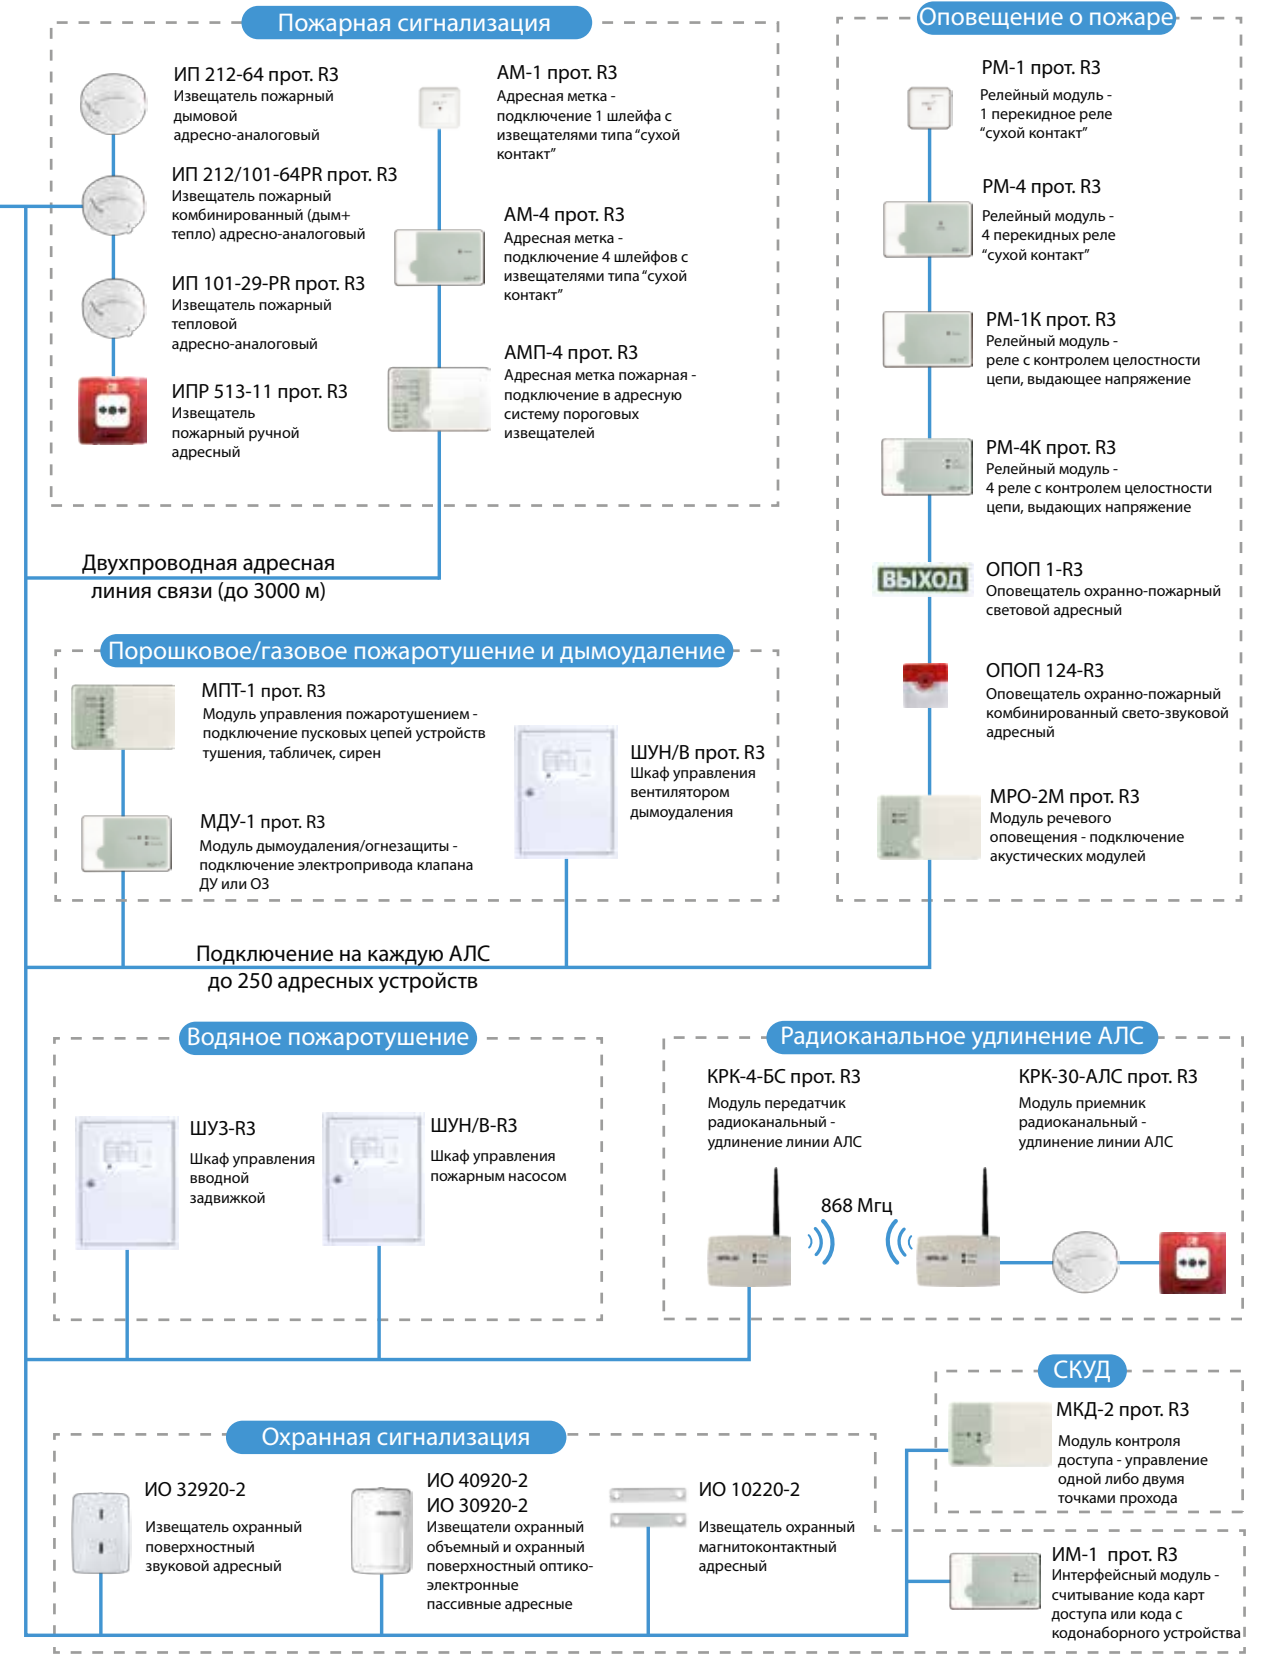 Пожарная сигнализация
ИП 212-64 прот. R3
Извещатель пожарный
дымовой
адресно-аналоговый
ИП 212/101-64PR прот. R3
Извещатель пожарный
комбинированный (дым+
тепло) адресно-аналоговый
ИП 101-29-PR прот. R3
Извещатель пожарный
тепловой
адресно-аналоговый
ИПР 513-11 прот. R3
Извещатель
пожарный ручной
адресный
АМ-1 прот. R3
Адресная метка -
подключение 1 шлейфа с
извещателями типа “сухой
контакт”
АМ-4 прот. R3
Адресная метка -
подключение 4 шлейфов с
извещателями типа “сухой
контакт”
АМП-4 прот. R3
Адресная метка пожарная -
подключение в адресную
систему пороговых
извещателей
Двухпроводная адресная
линия связи (до 3000 м)
Оповещение о пожаре
РМ-1 прот. R3
Релейный модуль -
1 перекидное реле
“сухой контакт”
РМ-4 прот. R3
Релейный модуль -
4 перекидных реле
“сухой контакт”
РМ-1К прот. R3
Релейный модуль -
реле с контролем целостности
цепи, выдающее напряжение
РМ-4К прот. R3
Релейный модуль -
4 реле с контролем целостности
цепи, выдающих напряжение
ВЫХОД
ОПОП 1-R3
Оповещатель охранно-пожарный
световой адресный
ОПОП 124-R3
Оповещатель охранно-пожарный
комбинированный свето-звуковой
адресный
МРО-2М прот. R3
Модуль речевого
оповещения - подключение
акустических модулей
Порошковое/газовое пожаротушение и дымоудаление
МПТ-1 прот. R3
Модуль управления пожаротушением -
подключение пусковых цепей устройств
тушения, табличек, сирен
МДУ-1 прот. R3
Модуль дымоудаления/огнезащиты -
подключение электропривода клапана
ДУ или ОЗ
ШУН/В прот. R3
Шкаф управления
вентилятором
дымоудаления
Подключение на каждую АЛС
до 250 адресных устройств
Водяное пожаротушение
ШУЗ-R3
Шкаф управления
вводной
задвижкой
ШУН/В-R3
Шкаф управления
пожарным насосом
Радиоканальное удлинение АЛС
КРК-4-БС прот. R3
Модуль передатчик
радиоканальный -
удлинение линии АЛС
КРК-30-АЛС прот. R3
Модуль приемник
радиоканальный -
удлинение линии АЛС
868 Мгц
СКУД
МКД-2 прот. R3
Модуль контроля
доступа - управление
одной либо двумя
точками прохода
Охранная сигнализация
ИО 32920-2
Извещатель охранный
поверхностный
звуковой адресный
ИО 40920-2
ИО 30920-2
Извещатели охранный
объемный и охранный
поверхностный оптико-
электронные
пассивные адресные
ИО 10220-2
Извещатель охранный
магнитоконтактный
адресный
ИМ-1 прот. R3
Интерфейсный модуль -
считывание кода карт
доступа или кода с
кодонаборного устройства